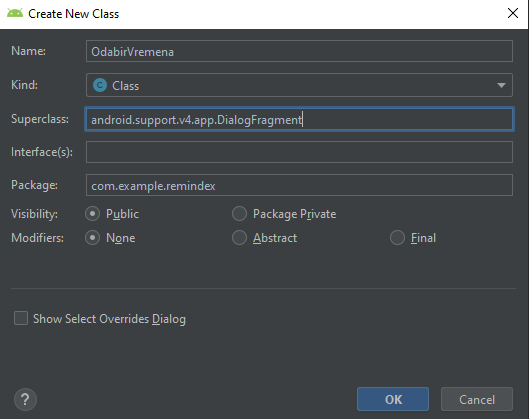 Create New Class
Name: OdabirVremena
Kind: C Class
Superclass: android.support.v4.app.DialogFragment
Interface(s):
Package: com.example.remindex
Visibility: Public Package Private
Modifiers: None Abstract Final
Show Select Overrides Dialog
? OK Cancel